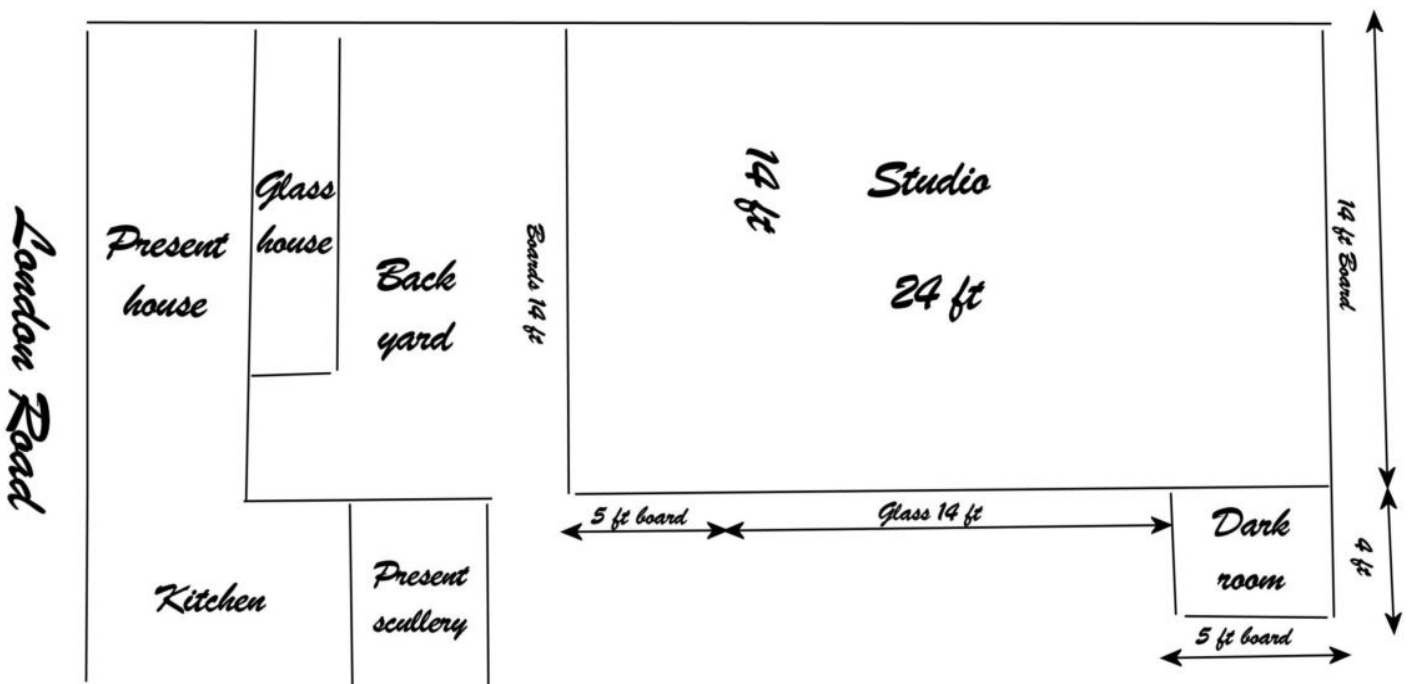 London Road
Present
house
Glass
house
Back
yard
Boards 14 ft
14 ft
Studio
24 ft
14 ft Board
5 ft board
Glass 14 ft
Dark
room
4 ft
5 ft board
Kitchen
Present
scullery